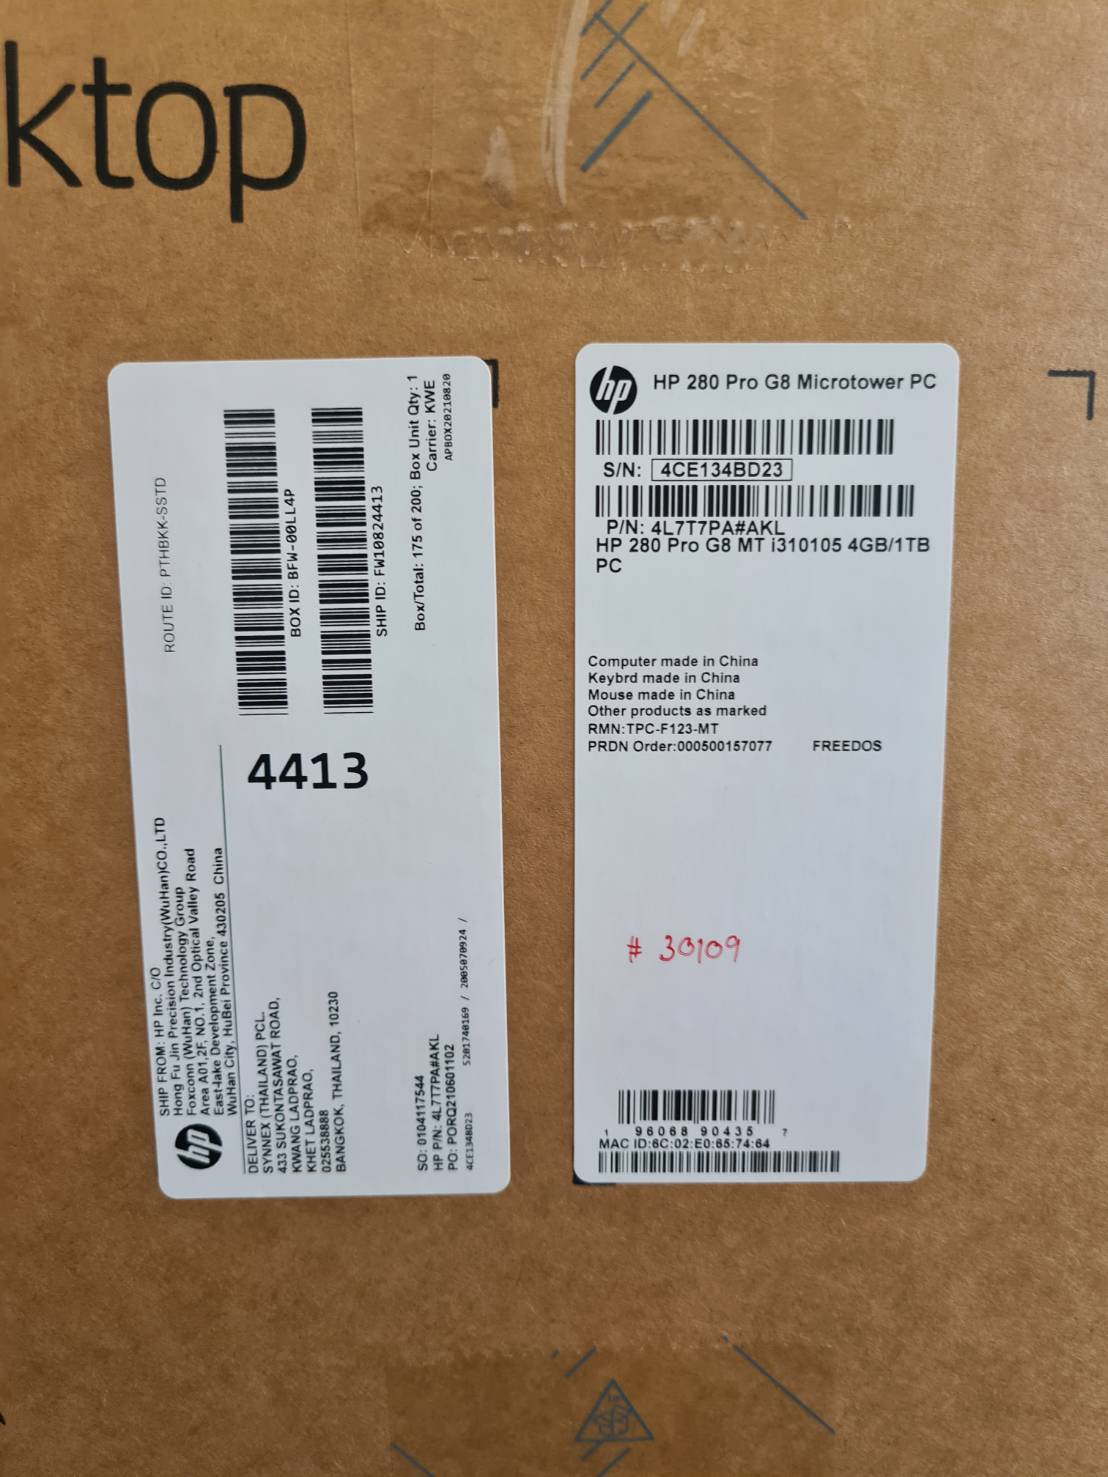 ktop
ROUTE ID: PTHBKK-SSTD
BOX ID: BFW-00LL4P
SHIP ID: FW10824413
Box/Total: 175 of 200; Box Unit Qty: 1
Carrier: KWE
APBOX20210820
4413
SHIP FROM: HP Inc. C/O
Hong Fu Jin Precision Industry(WuHan)CO.,LTD
Foxconn (WuHan) Technology Group
Area A01,2F, NO.1, 2nd Optical Valley Road
East-lake Development Zone,
WuHan City, HuBei Province 430205 China
hp
DELIVER TO:
SYNNEX (THAILAND) PCL.
433 SUKONTASAWAT ROAD,
KWANG LADPRAO,
KHET LADPRAO,
025538888
BANGKOK, THAILAND, 10230
SO: 0104117544
HP P/N: 4L7T7PA#AKL
PO: PORQ210601102
4CE134BD23 5201740169 / 2005070924 /
hp HP 280 Pro G8 Microtower PC
S/N: 4CE134BD23
P/N: 4L7T7PA#AKL
HP 280 Pro G8 MT i310105 4GB/1TB
PC
Computer made in China
Keybrd made in China
Mouse made in China
Other products as marked
RMN:TPC-F123-MT
PRDN Order:000500157077 FREEDOS
# 30109
1 96068 90435 7
MAC ID:6C:02:E0:65:74:64